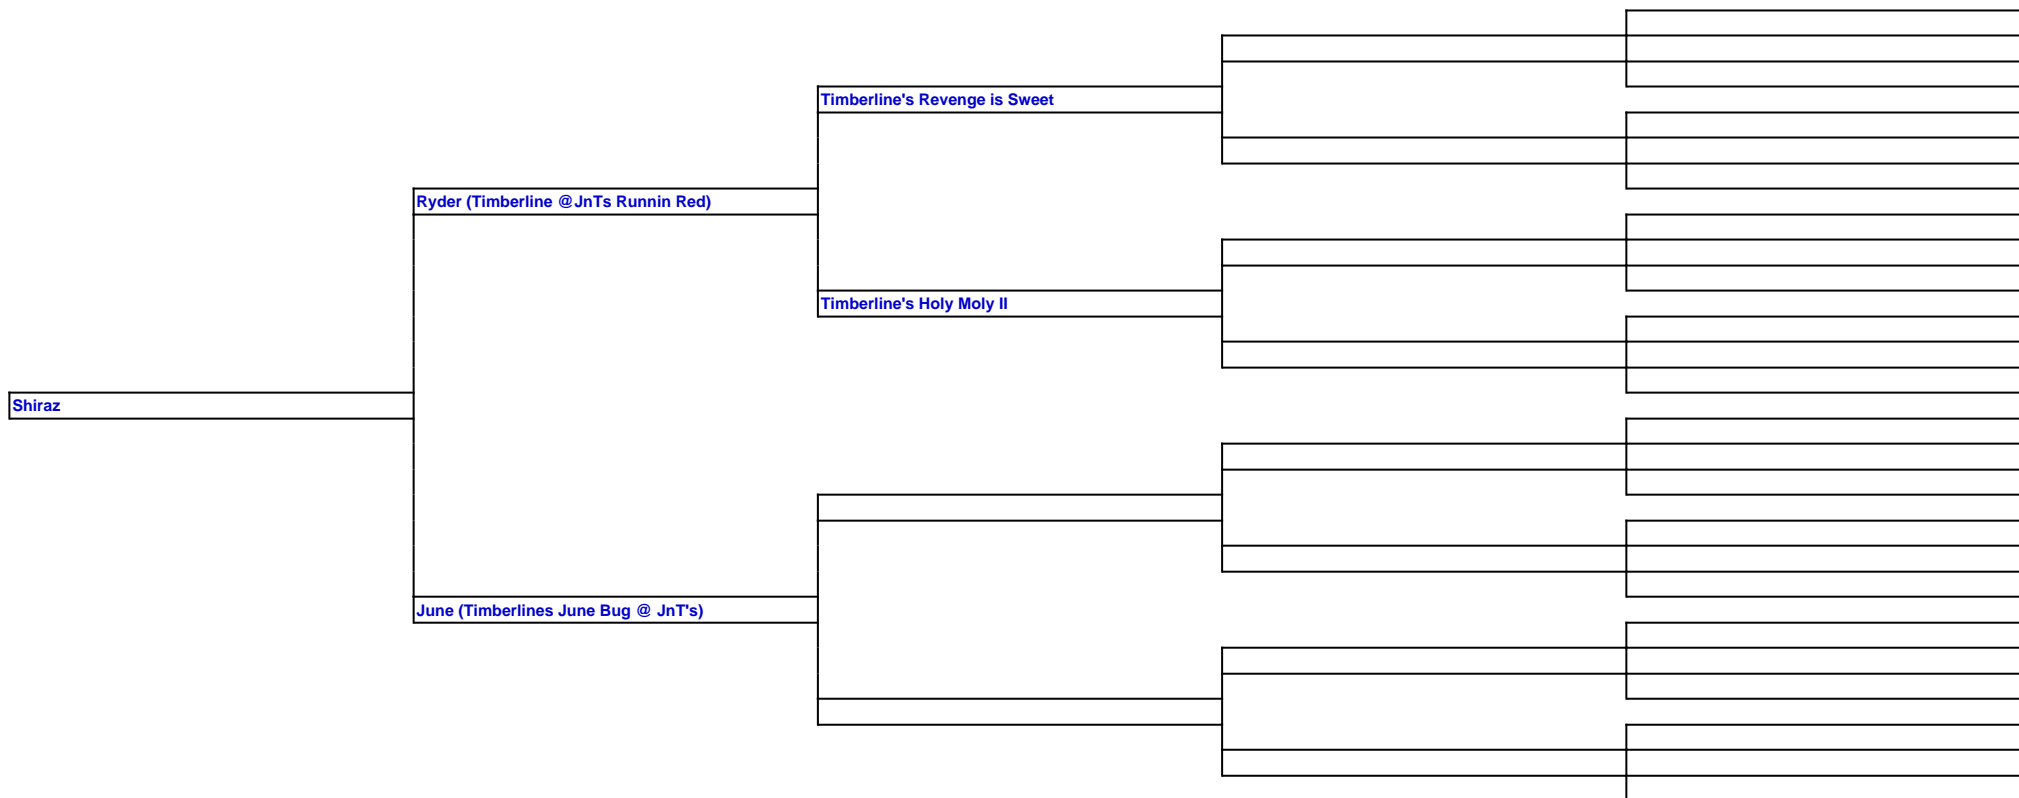 Timberline's Revenge is Sweet
Ryder (Timberline @JnTs Runnin Red)
Timberline's Holy Moly II
Shiraz
June (Timberlines June Bug @ JnT's)